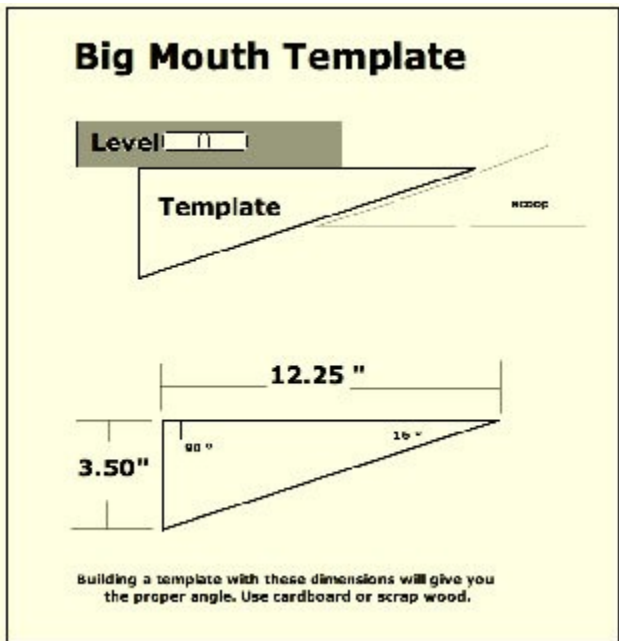 Big Mouth Template
Level
Template
scoop
12.25 "
90 °
16 °
3.50"
Building a template with these dimensions will give you
the proper angle. Use cardboard or scrap wood.